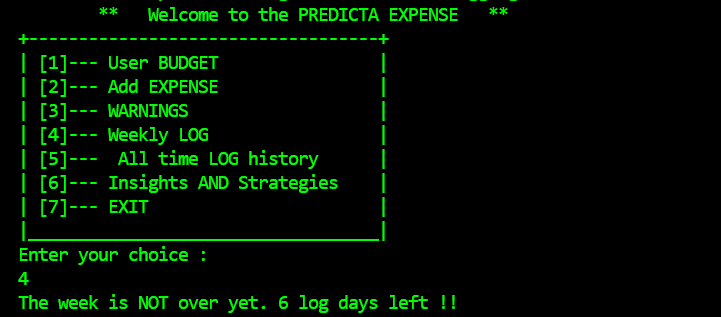 ** Welcome to the PREDICTA EXPENSE **
+-----------------------------------+
| [1]--- User BUDGET |
| [2]--- Add EXPENSE |
| [3]--- WARNINGS |
| [4]--- Weekly LOG |
| [5]--- All time LOG history |
| [6]--- Insights AND Strategies |
| [7]--- EXIT |
|___________________________________|
Enter your choice :
4
The week is NOT over yet. 6 log days left !!